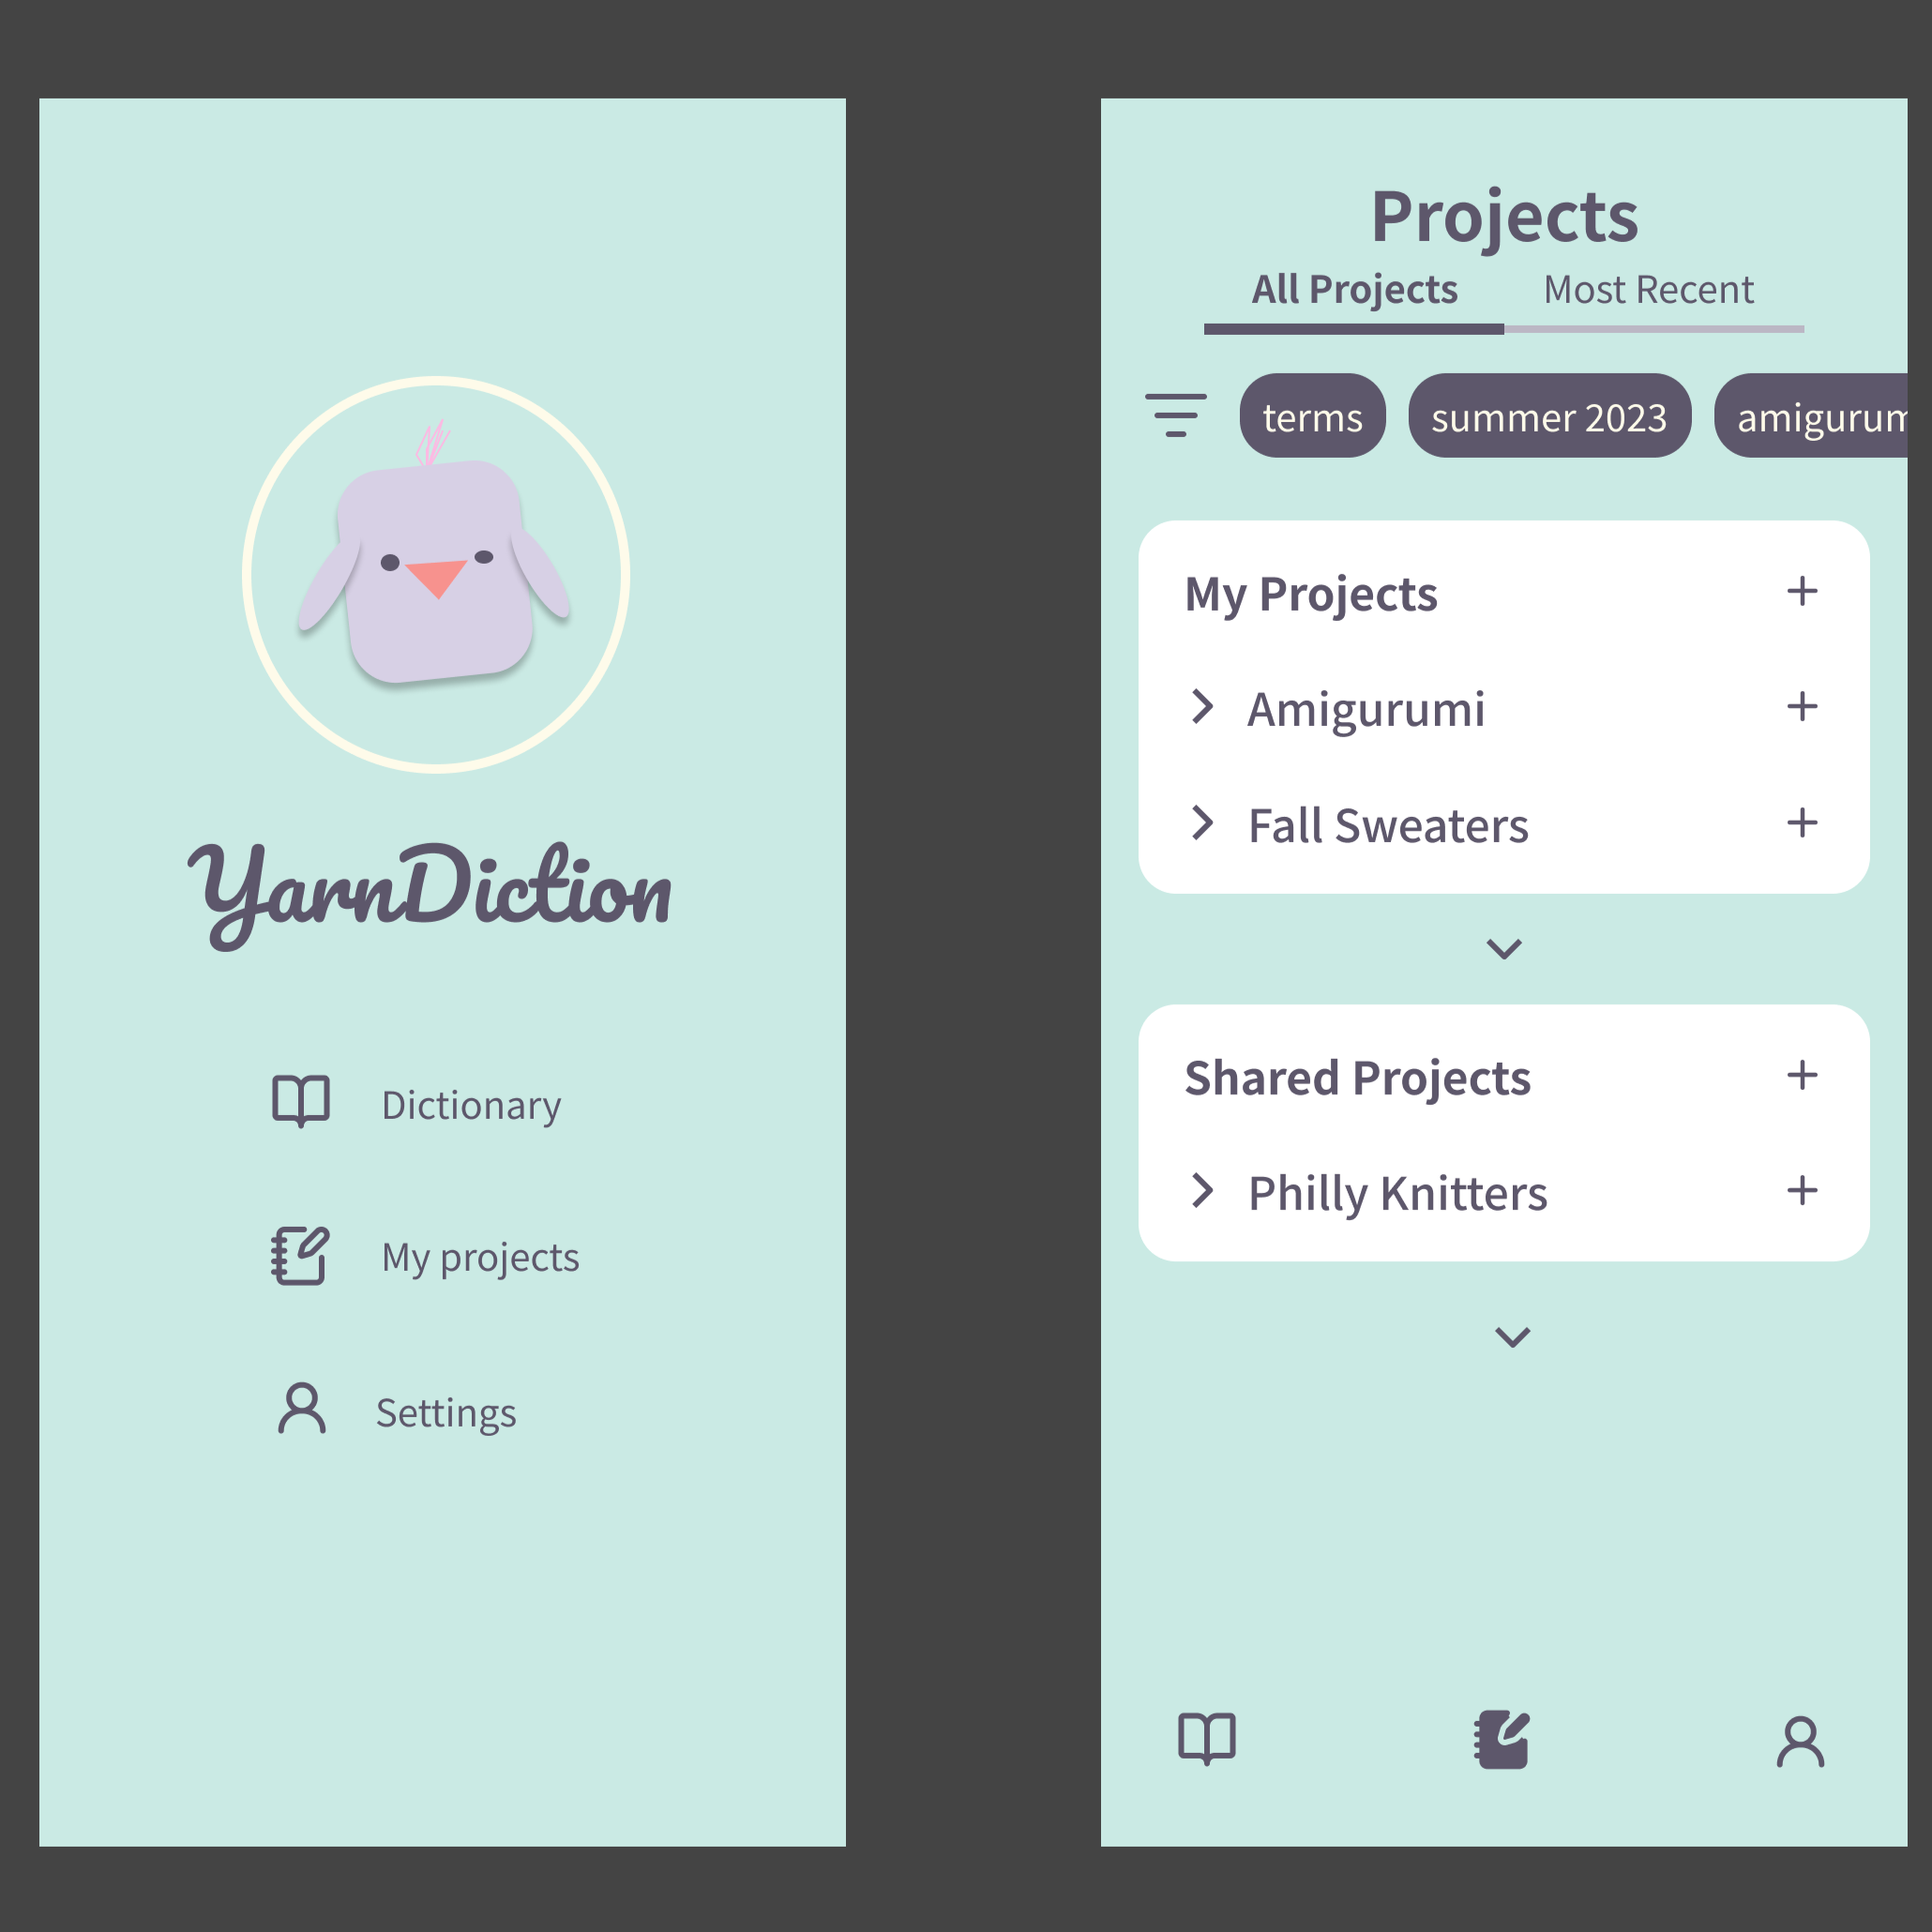 YarnDiction
Dictionary
My projects
Settings
Projects
All Projects Most Recent
terms summer 2023 amigurum
My Projects
Amigurumi
Fall Sweaters
Shared Projects
Philly Knitters